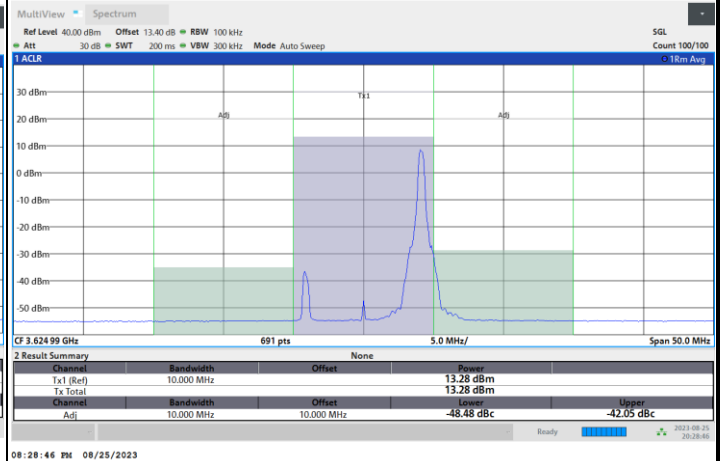 MultiView Spectrum
Ref Level 40.00 dBm Offset 13.40 dB RBW 100 kHz SGL
Att 30 dB SWT 200 ms VBW 300 kHz Mode Auto Sweep Count 100/100
1 ACLR 1Rm Avg
30 dBm
Tx1
20 dBm
Adj Adj
10 dBm
0 dBm
-10 dBm
-20 dBm
-30 dBm
-40 dBm
-50 dBm
CF 3.62499 GHz 691 pts 5.0 MHz/ Span 50.0 MHz
2 Result Summary None
Channel Bandwidth Offset Power
Tx1 (Ref) 10.000 MHz 13.28 dBm
Tx Total 13.28 dBm
Channel Bandwidth Offset Lower Upper
Adj 10.000 MHz 10.000 MHz -48.48 dBc -42.05 dBc
Ready 2023-08-25
20:28:46
08:28:46 PM 08/25/2023